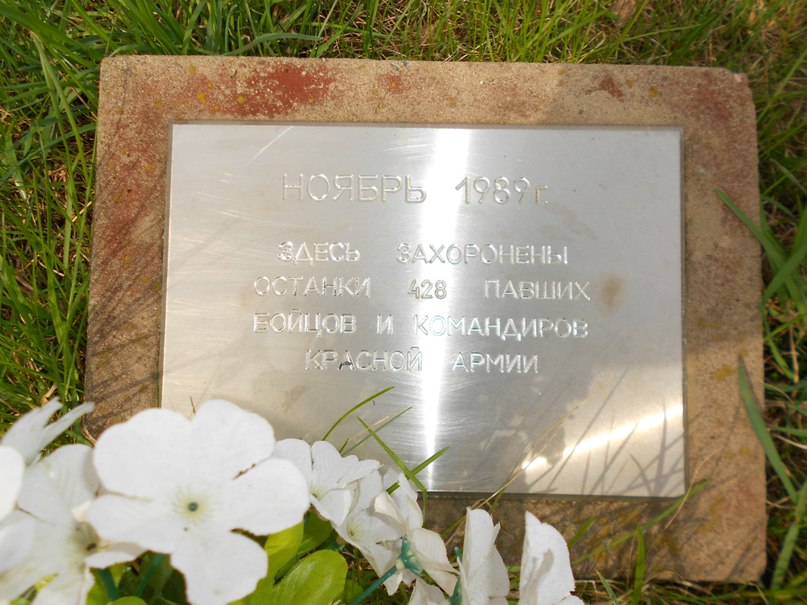 НОЯБРЬ 1989г.
ЗДЕСЬ ЗАХОРОНЕНЫ
ОСТАНКИ 428 ПАВШИХ
БОЙЦОВ И КОМАНДИРОВ
КРАСНОЙ АРМИИ